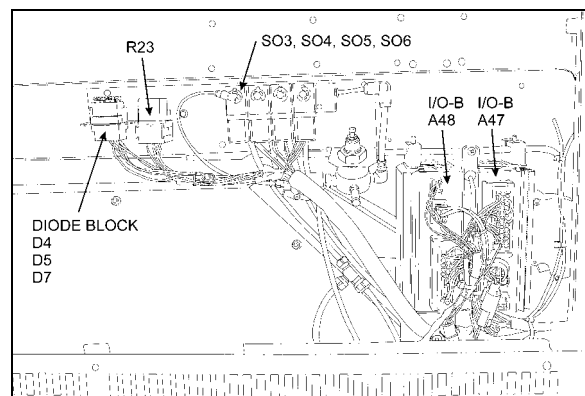 SO3, SO4, SO5, SO6
R23
I/O-B I/O-B
A48 A47
DIODE BLOCK
D4
D5
D7